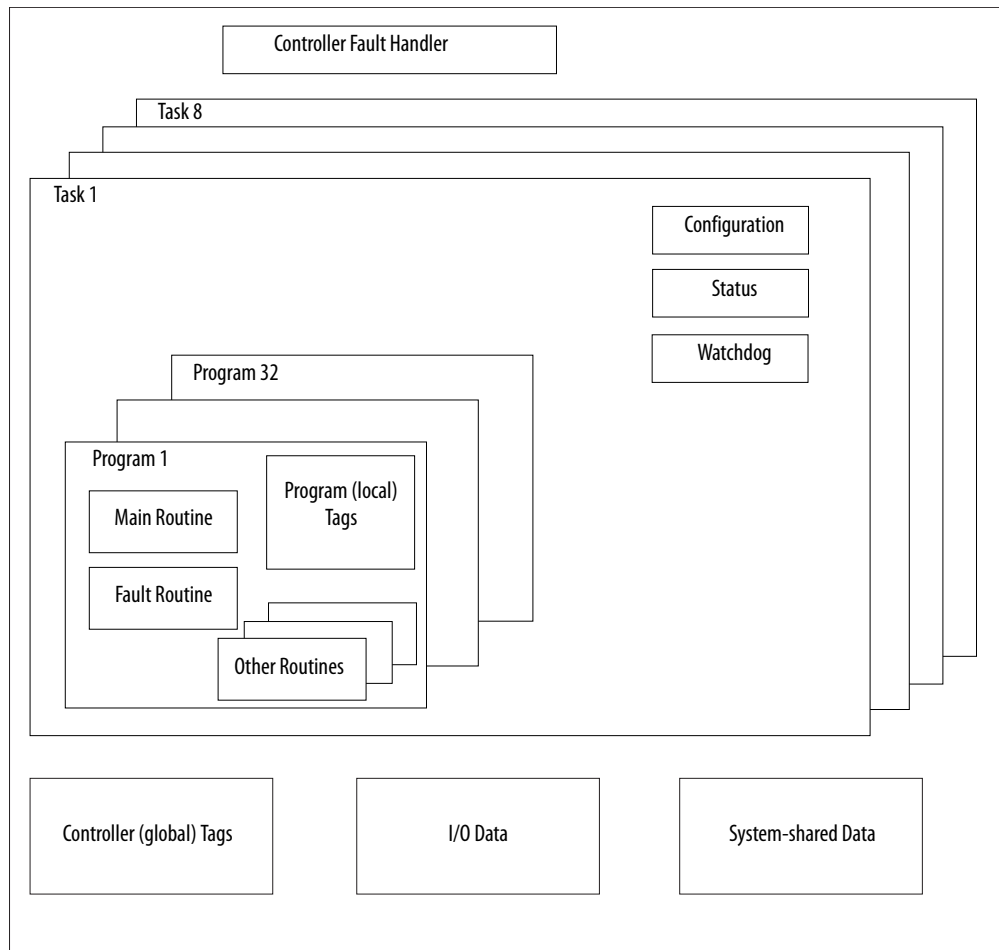 Controller Fault Handler
Task 8
Task 1
Configuration
Status
Watchdog
Program 32
Program 1
Program (local)
Tags
Main Routine
Fault Routine
Other Routines
Controller (global) Tags
I/O Data
System-shared Data